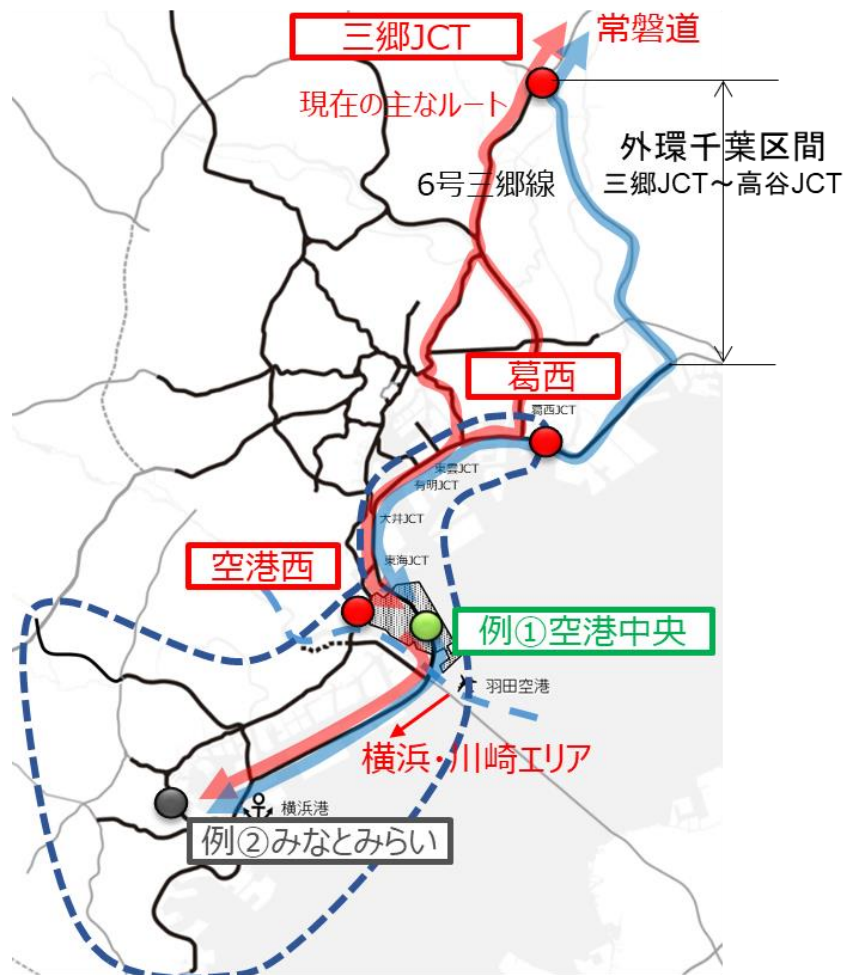 三郷JCT
常磐道
現在の主なルート
外環千葉区間
三郷JCT～高谷JCT
6号三郷線
葛西
葛西JCT
東雲JCT
有明JCT
大井JCT
東海JCT
空港西
例①空港中央
羽田空港
横浜・川崎エリア
横浜港
例②みなとみらい